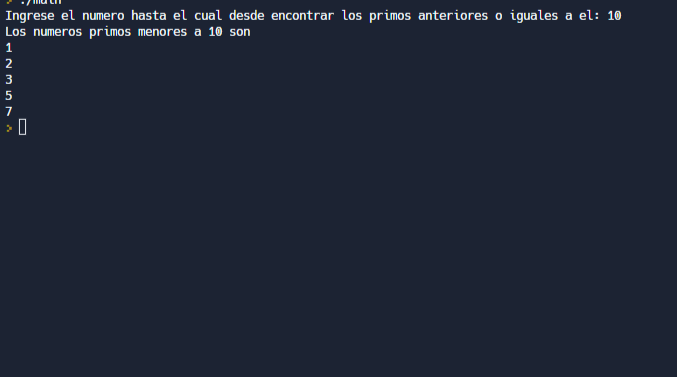 > ./main
Ingrese el numero hasta el cual desde encontrar los primos anteriores o iguales a el: 10
Los numeros primos menores a 10 son
1
2
3
5
7
>